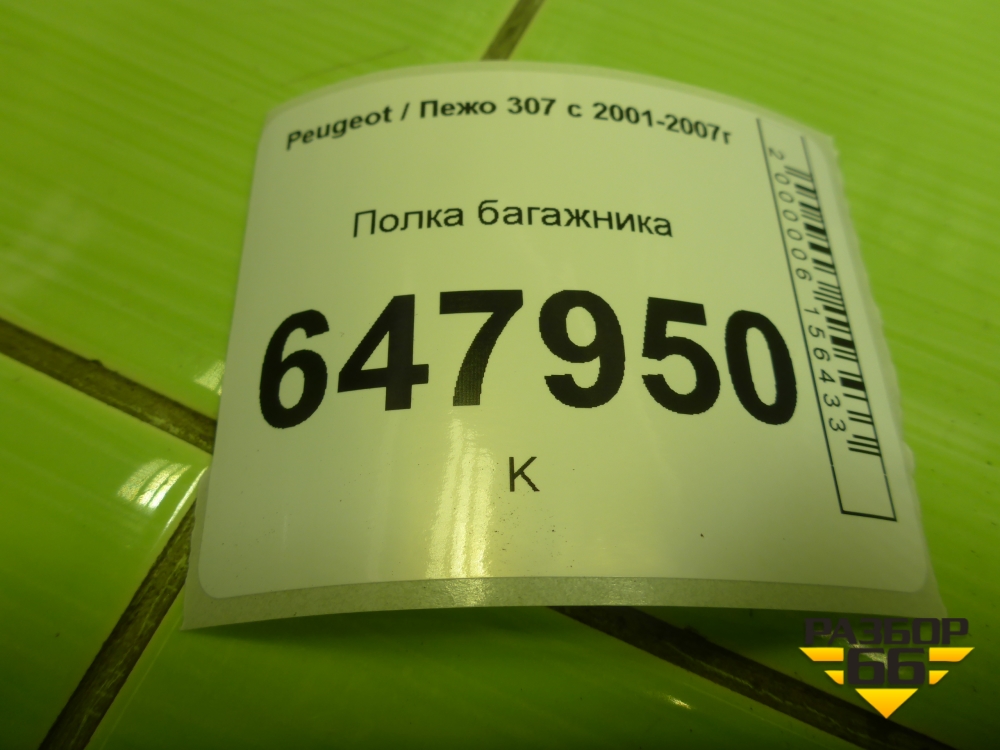 Peugeot / Пежо 307 с 2001-2007г
Полка багажника
647950
К
2000006156433
РАЗБОР
66